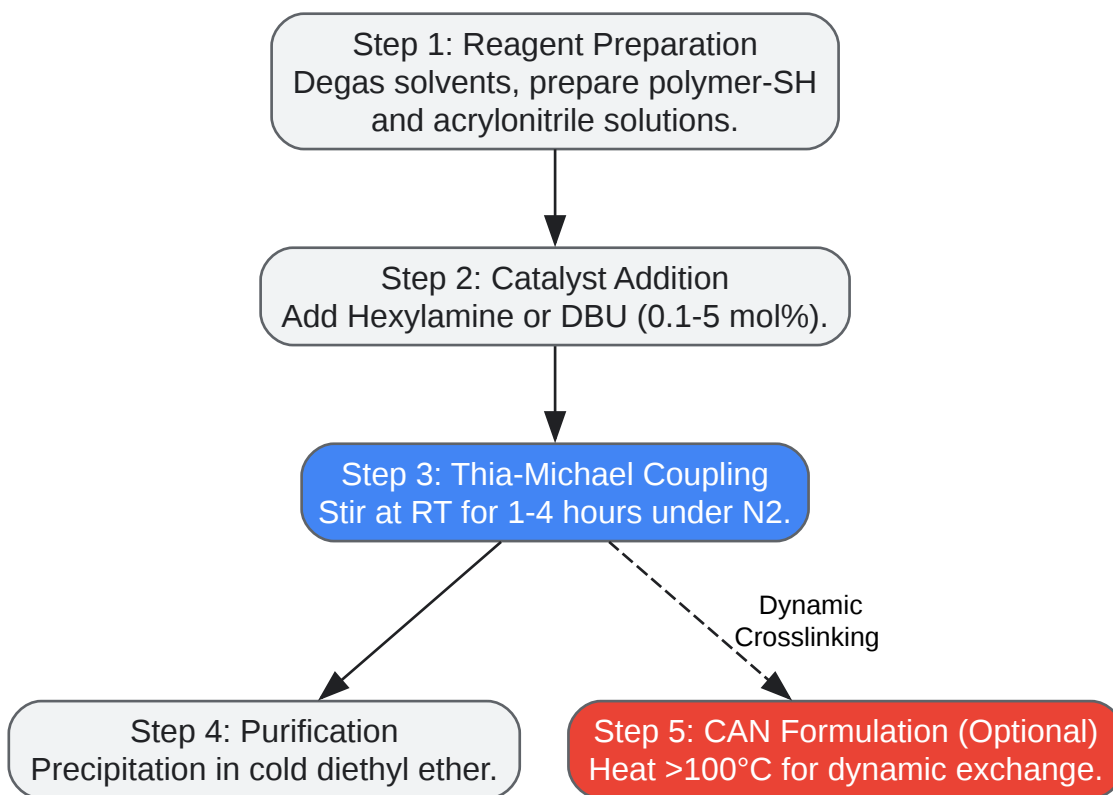 Step 1: Reagent Preparation
Degas solvents, prepare polymer-SH
and acrylonitrile solutions.
Step 2: Catalyst Addition
Add Hexylamine or DBU (0.1-5 mol%).
Step 3: Thia-Michael Coupling
Stir at RT for 1-4 hours under N2.
Dynamic
Crosslinking
Step 4: Purification
Precipitation in cold diethyl ether.
Step 5: CAN Formulation (Optional)
Heat >100°C for dynamic exchange.